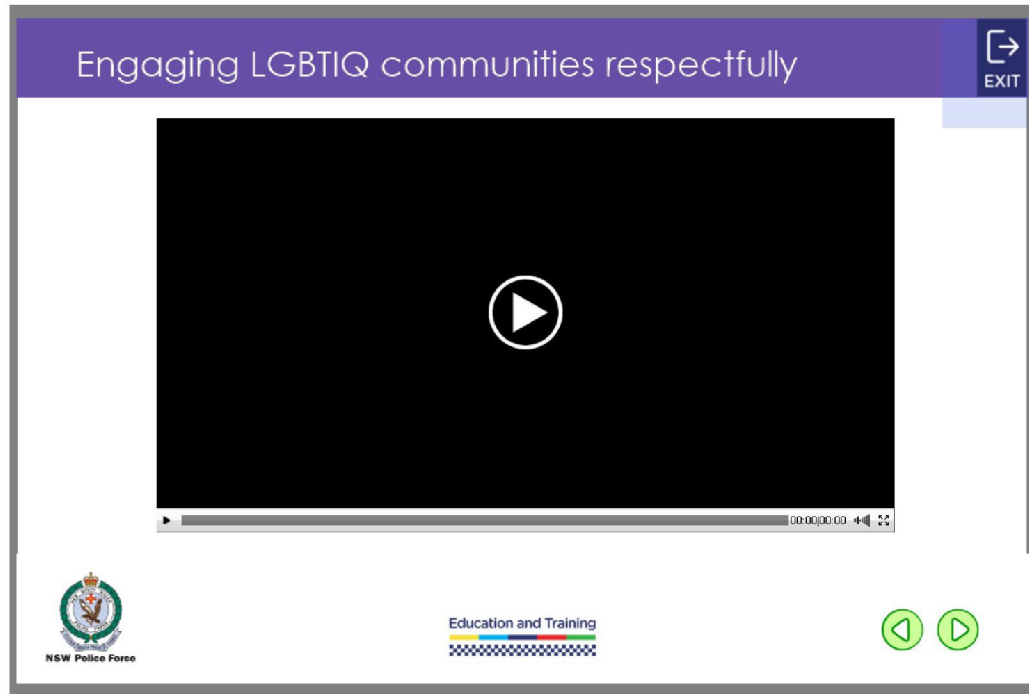 Engaging LGBTIQ communities respectfully
EXIT
00:00|00:00
NSW Police Force
Education and Training